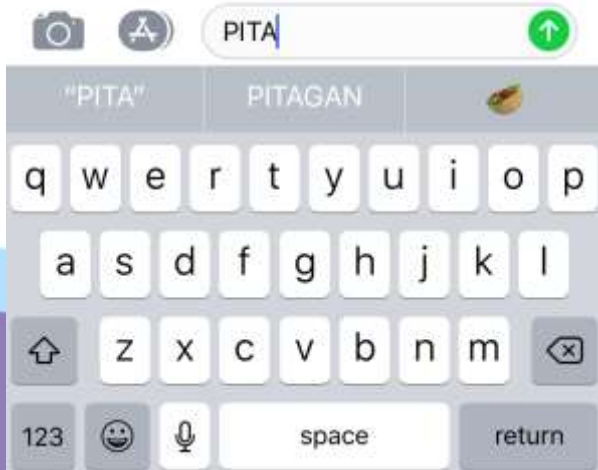 PITA
"PITA" PITAGAN
q w e r t y u i o p
a s d f g h j k l
z x c v b n m
123 space return